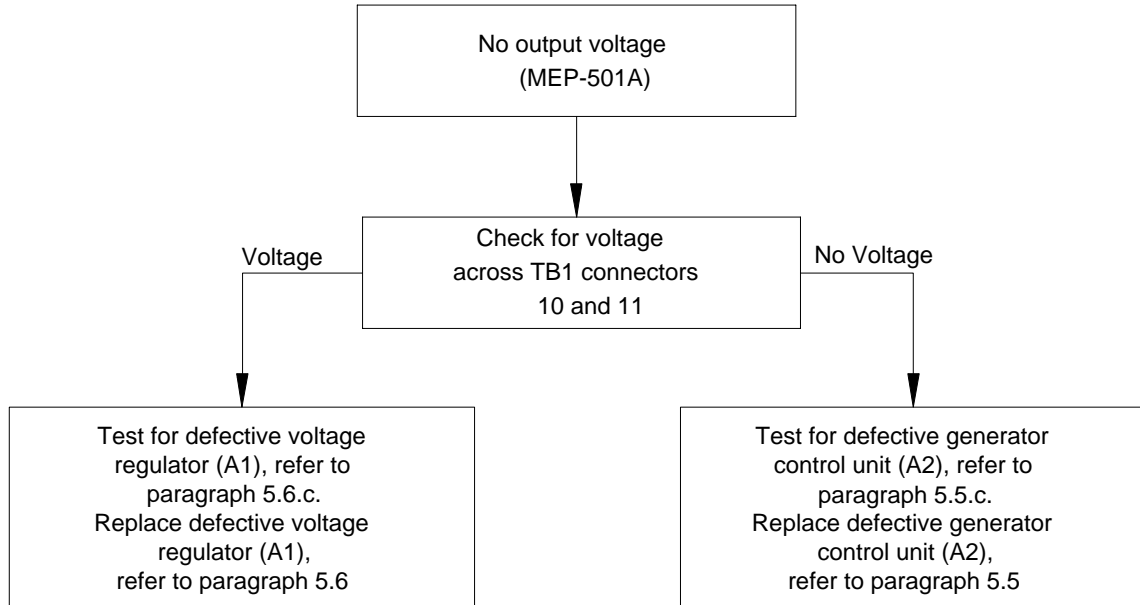 No output voltage
(MEP-501A)
Check for voltage
across TB1 connectors
10 and 11
Voltage
No Voltage
Test for defective voltage
regulator (A1), refer to
paragraph 5.6.c.
Replace defective voltage
regulator (A1),
refer to paragraph 5.6
Test for defective generator
control unit (A2), refer to
paragraph 5.5.c.
Replace defective generator
control unit (A2),
refer to paragraph 5.5